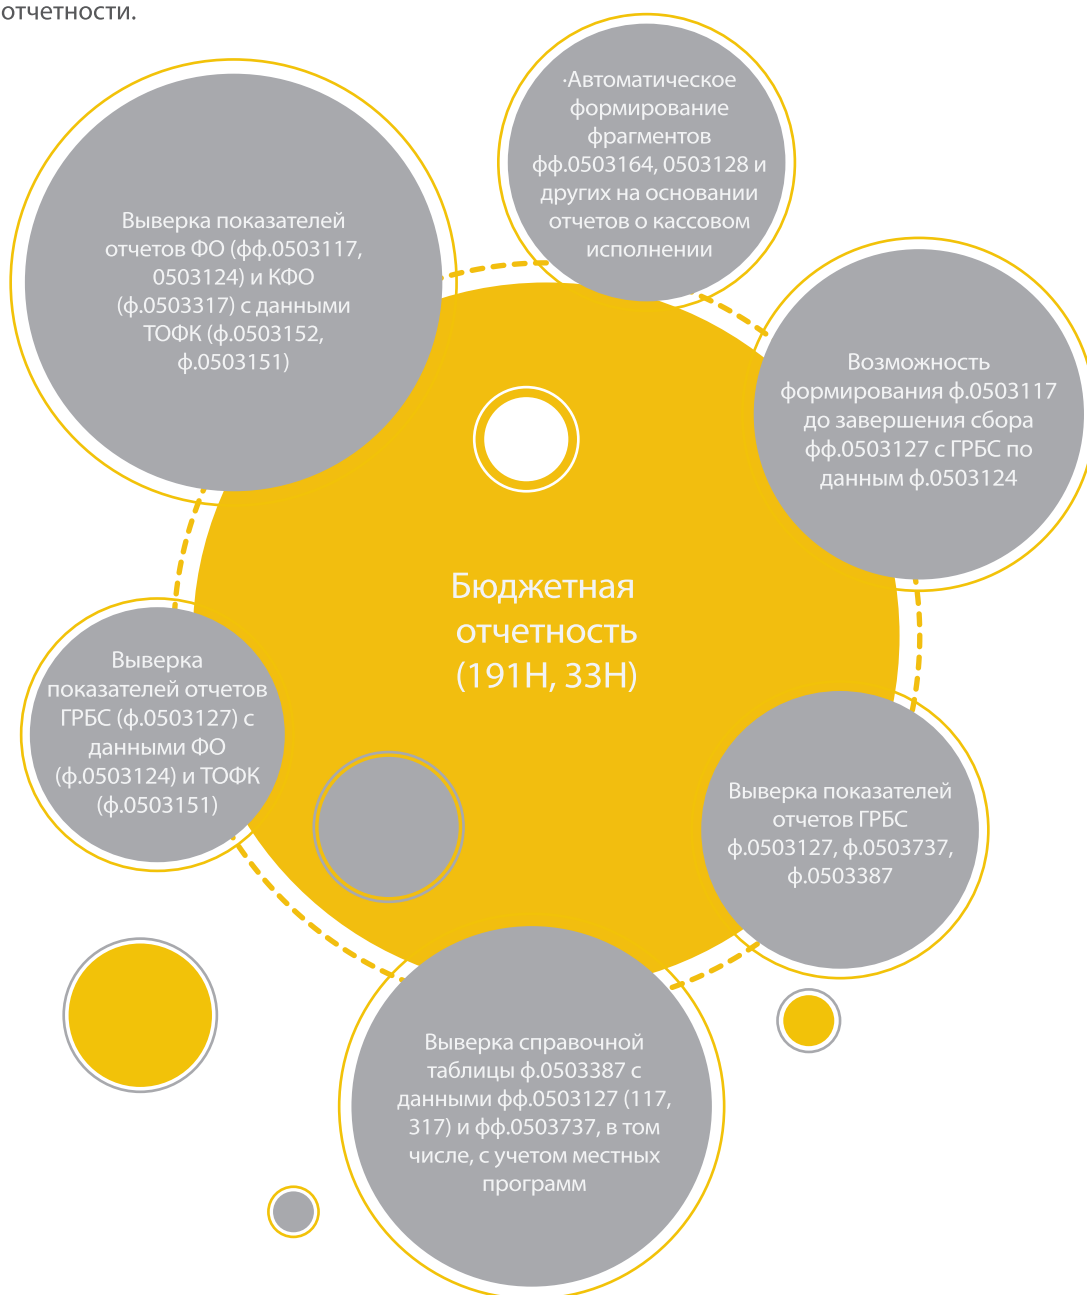 отчетности.
·Автоматическое
формирование
фрагментов
фф.0503164, 0503128 и
других на основании
отчетов о кассовом
исполнении
Выверка показателей
отчетов ФО (фф.0503117,
0503124) и КФО
(ф.0503317) с данными
ТОФК (ф.0503152,
ф.0503151)
Возможность
формирования ф.0503117
до завершения сбора
фф.0503127 с ГРБС по
данным ф.0503124
Бюджетная
отчетность
(191Н, 33Н)
Выверка
показателей отчетов
ГРБС (ф.0503127) с
данными ФО
(ф.0503124) и ТОФК
(ф.0503151)
Выверка показателей
отчетов ГРБС
ф.0503127, ф.0503737,
ф.0503387
Выверка справочной
таблицы ф.0503387 с
данными фф.0503127 (117,
317) и фф.0503737, в том
числе, с учетом местных
программ